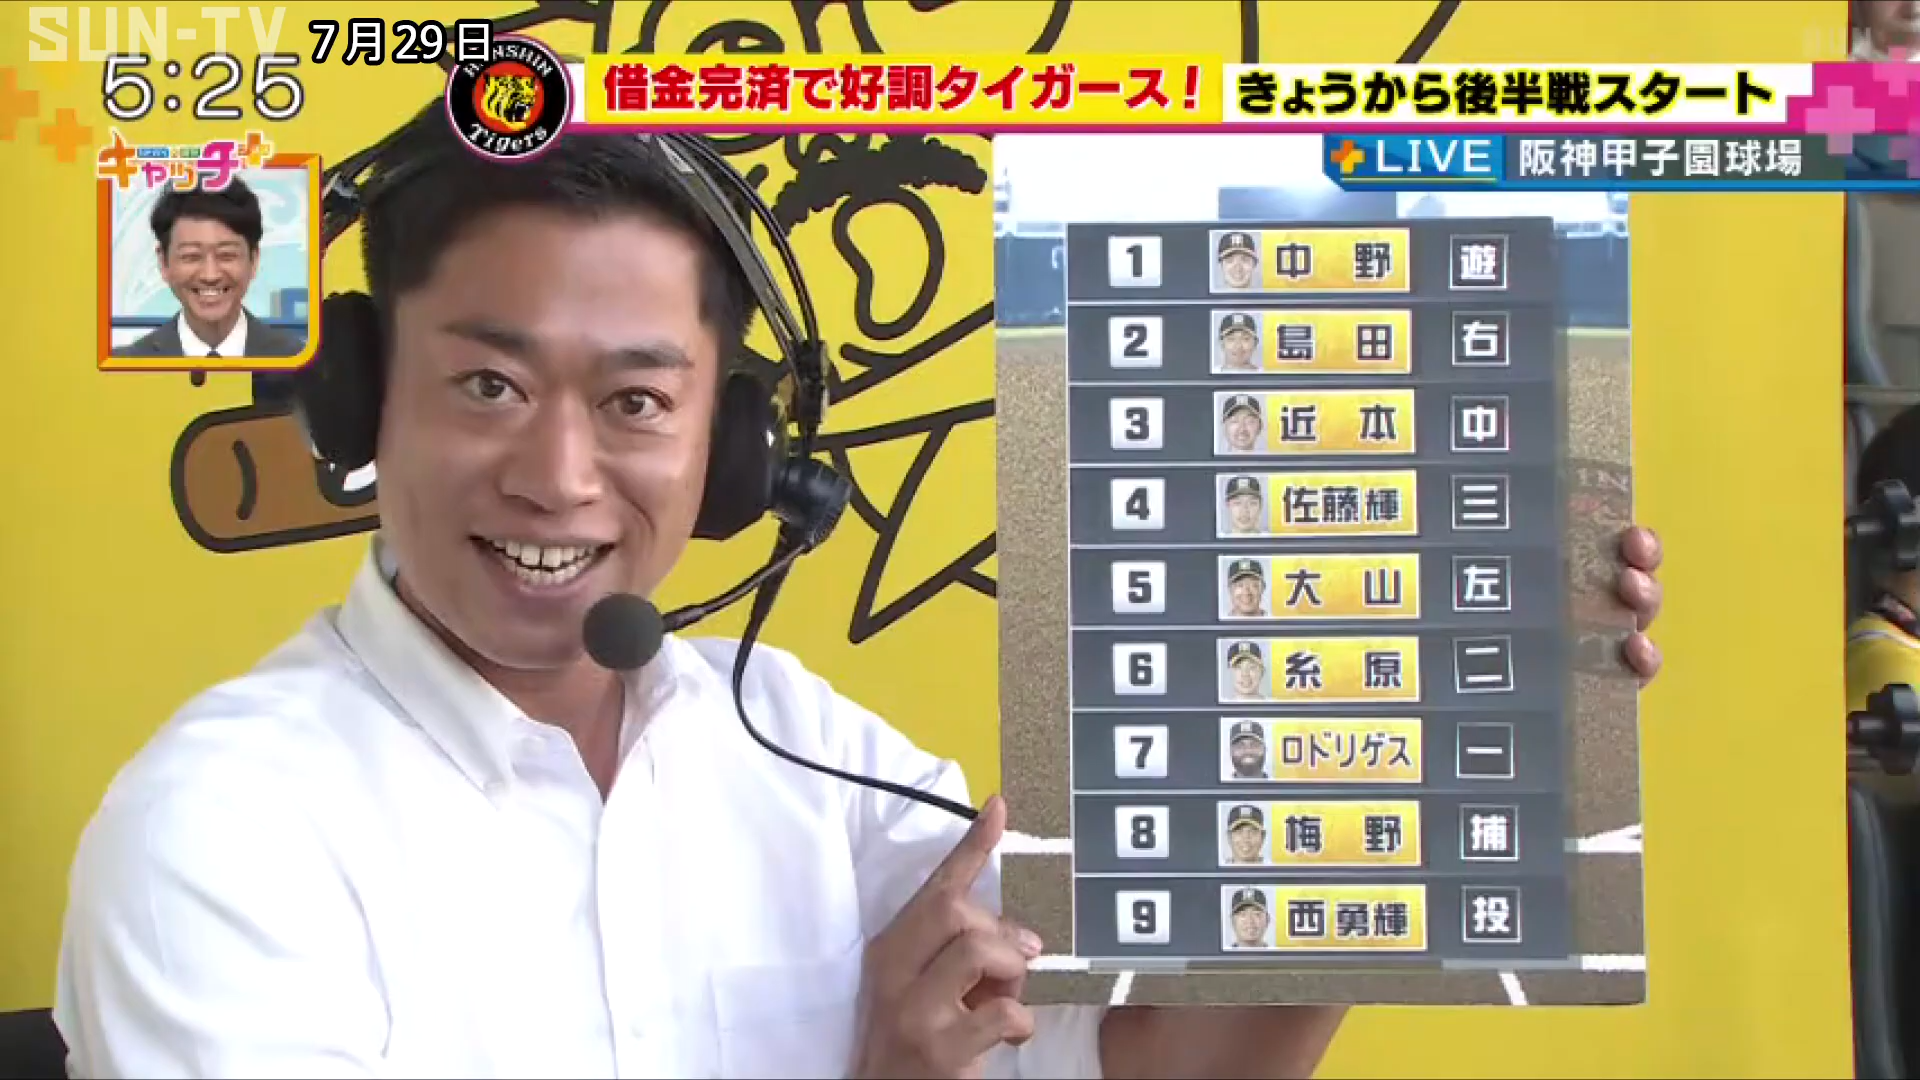 SUN-TV
7月29日
5:25
HANSHIN
Tigers
借金完済で好調タイガース！
きょうから後半戦スタート
LIVE 阪神甲子園球場
キャッチ+
1 中野 遊
2 島田 右
3 近本 中
4 佐藤輝 三
5 大山 左
6 糸原 二
7 ロドリゲス 一
8 梅野 捕
9 西勇輝 投